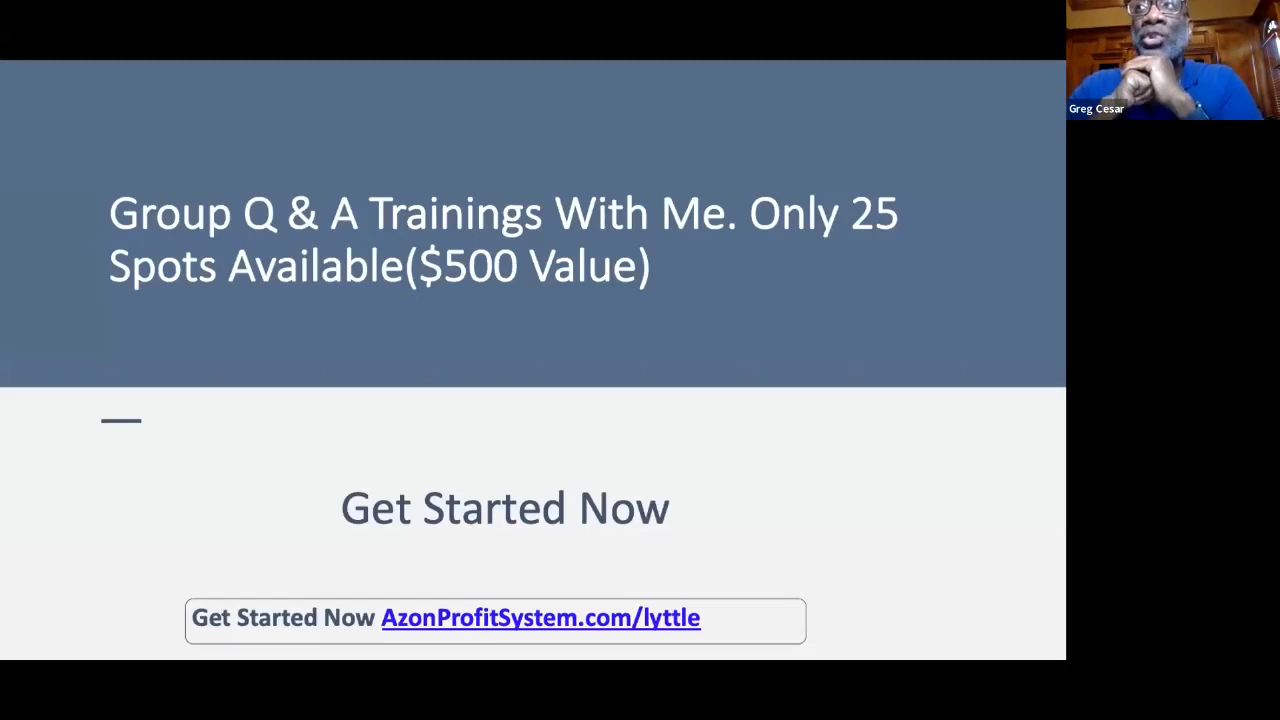 Greg Cesar
Group Q & A Trainings With Me. Only 25
Spots Available($500 Value)
Get Started Now
Get Started Now AzonProfitSystem.com/lyttle